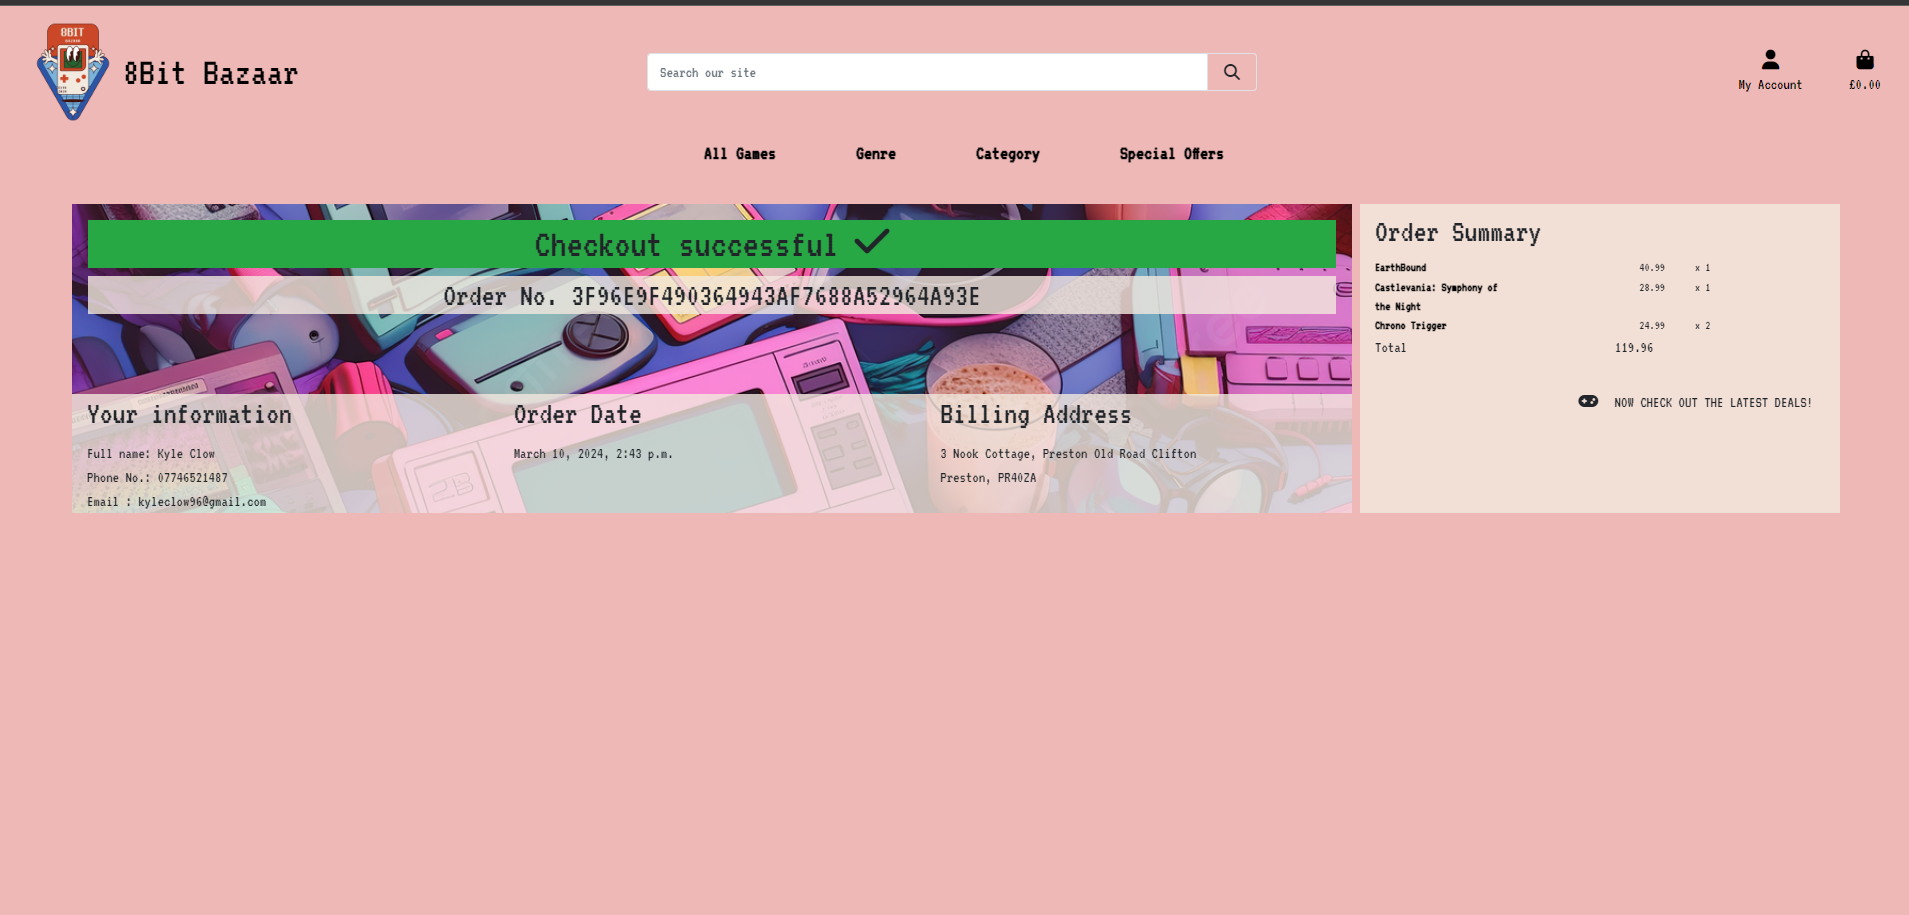 8BIT
BAZAAR
8Bit Bazaar
Search our site
My Account
£0.00
All Games
Genre
Category
Special Offers
Checkout successful
Order No. 3F96E9F490364943AF7688A52964A93E
Your information
Full name: Kyle Clow
Phone No.: 07746521487
Email : kyleclow96@gmail.com
Order Date
March 10, 2024, 2:43 p.m.
Billing Address
3 Nook Cottage, Preston Old Road Clifton
Preston, PR40ZA
Order Summary
EarthBound 40.99 x 1
Castlevania: Symphony of 28.99 x 1
the Night
Chrono Trigger 24.99 x 2
Total 119.96
NOW CHECK OUT THE LATEST DEALS!